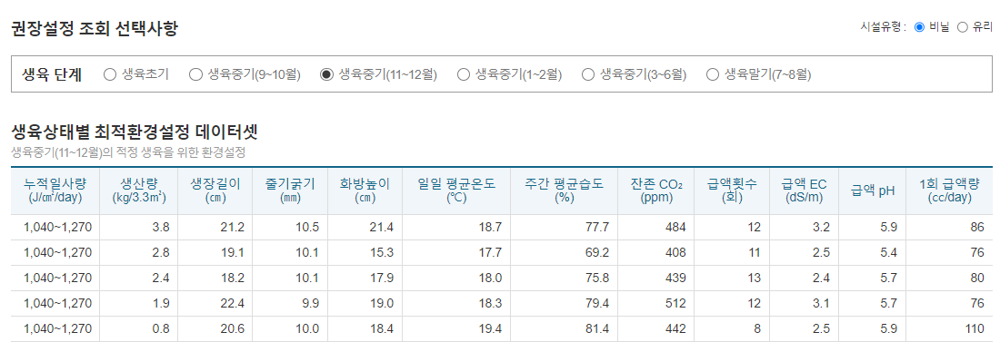 권장설정 조회 선택사항
시설유형 : 비닐 유리
생육 단계 생육초기 생육중기(9~10월) 생육중기(11~12월) 생육중기(1~2월) 생육중기(3~6월) 생육말기(7~8월)
생육상태별 최적환경설정 데이터셋
생육중기(11~12월)의 적정 생육을 위한 환경설정
누적일사량 생산량 생장길이 줄기굵기 화방높이 일일 평균온도 주간 평균습도 잔존 CO₂ 급액횟수 급액 EC 급액 pH 1회 급액량
(J/㎠/day) (kg/3.3㎡) (㎝) (㎜) (㎝) (℃) (%) (ppm) (회) (dS/m) (cc/day)
1,040~1,270 3.8 21.2 10.5 21.4 18.7 77.7 484 12 3.2 5.9 86
1,040~1,270 2.8 19.1 10.1 15.3 17.7 69.2 408 11 2.5 5.4 76
1,040~1,270 2.4 18.2 10.1 17.9 18.0 75.8 439 13 2.4 5.7 80
1,040~1,270 1.9 22.4 9.9 19.0 18.3 79.4 512 12 3.1 5.7 76
1,040~1,270 0.8 20.6 10.0 18.4 19.4 81.4 442 8 2.5 5.9 110